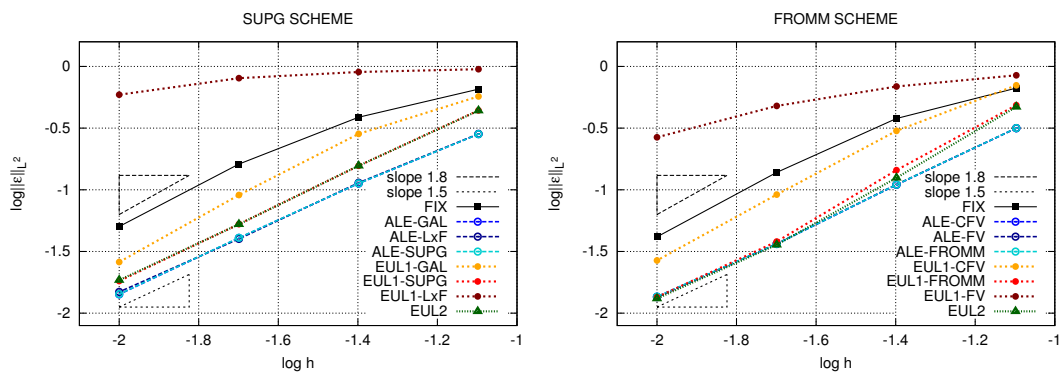 SUPG SCHEME
0
-0.5
-1
-1.5
-2
log||ε||L²
-2
-1.8
-1.6
-1.4
-1.2
-1
log h
slope 1.8
slope 1.5
FIX
ALE-GAL
ALE-LxF
ALE-SUPG
EUL1-GAL
EUL1-SUPG
EUL1-LxF
EUL2
FROMM SCHEME
0
-0.5
-1
-1.5
-2
log||ε||L²
-2
-1.8
-1.6
-1.4
-1.2
-1
log h
slope 1.8
slope 1.5
FIX
ALE-CFV
ALE-FV
ALE-FROMM
EUL1-CFV
EUL1-FROMM
EUL1-FV
EUL2